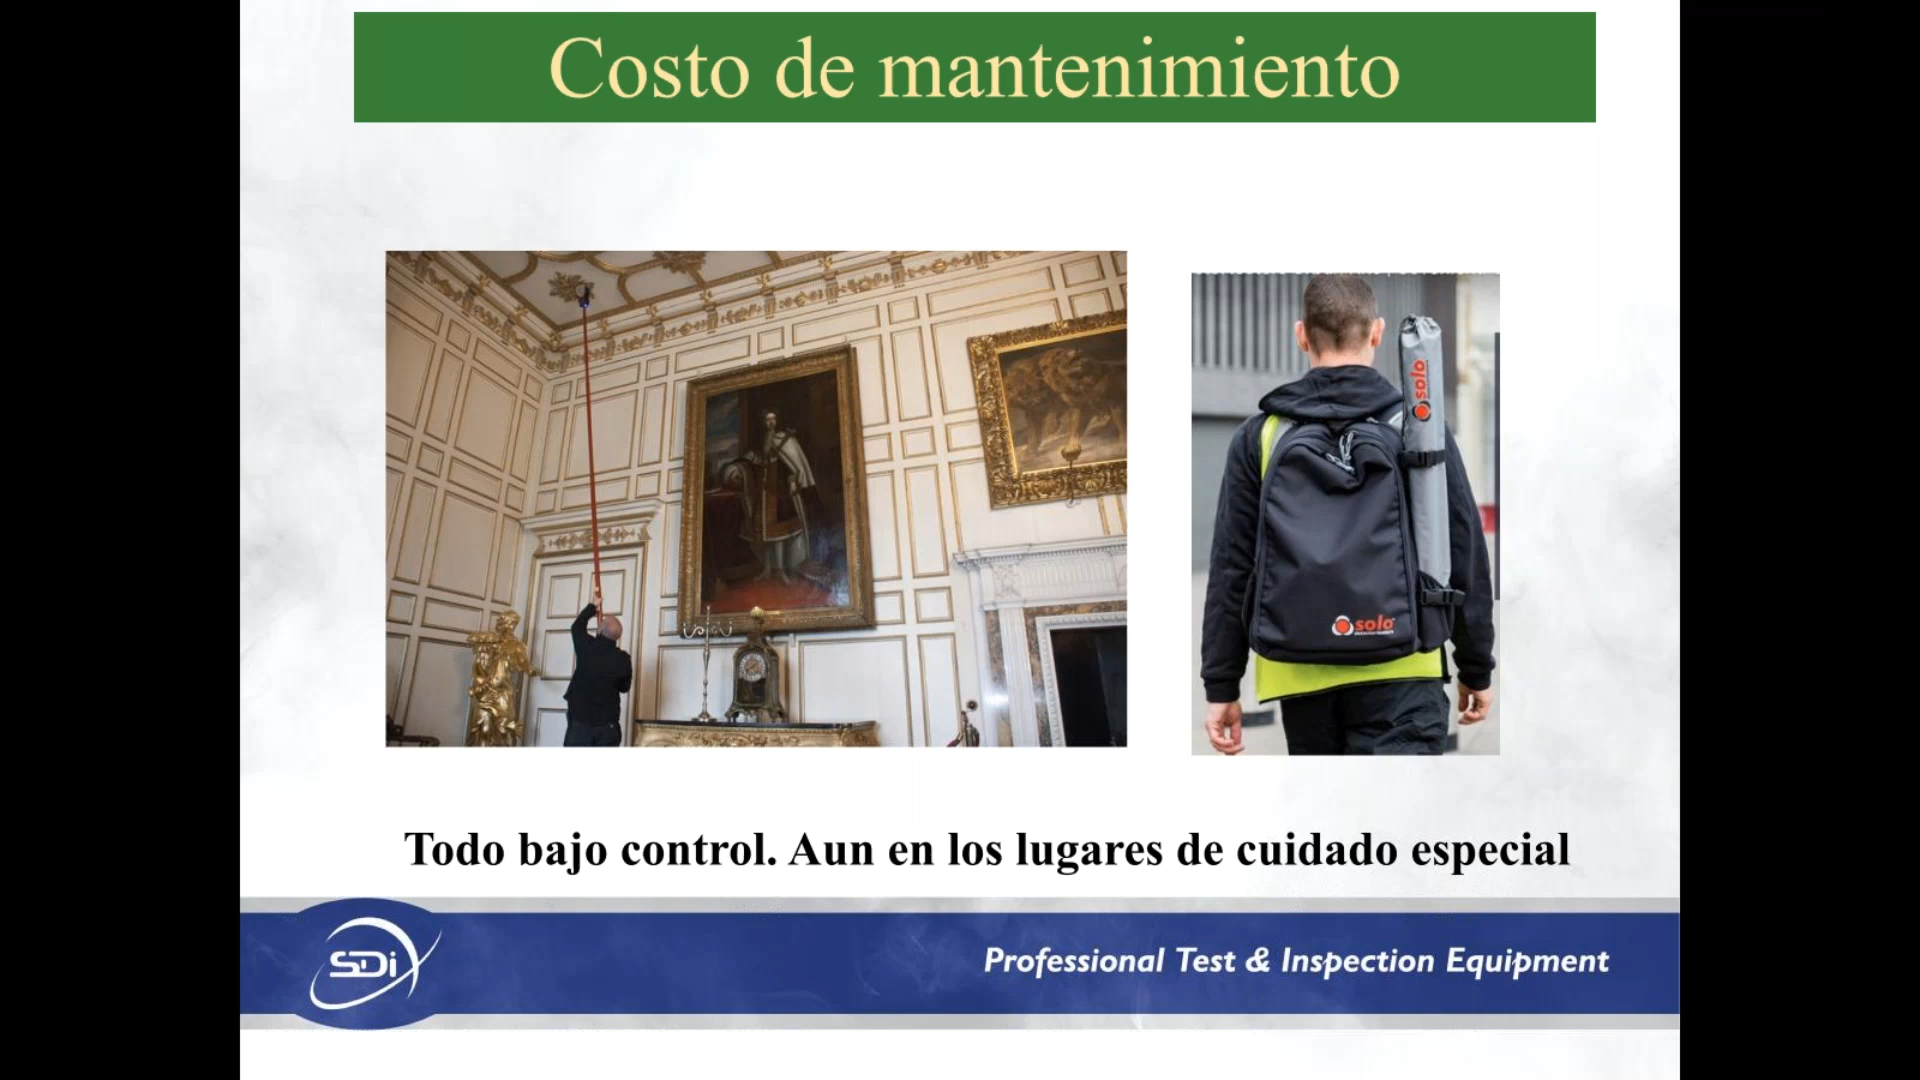 Costo de mantenimiento
solo
solo
Todo bajo control. Aun en los lugares de cuidado especial
SDi
Professional Test & Inspection Equipment